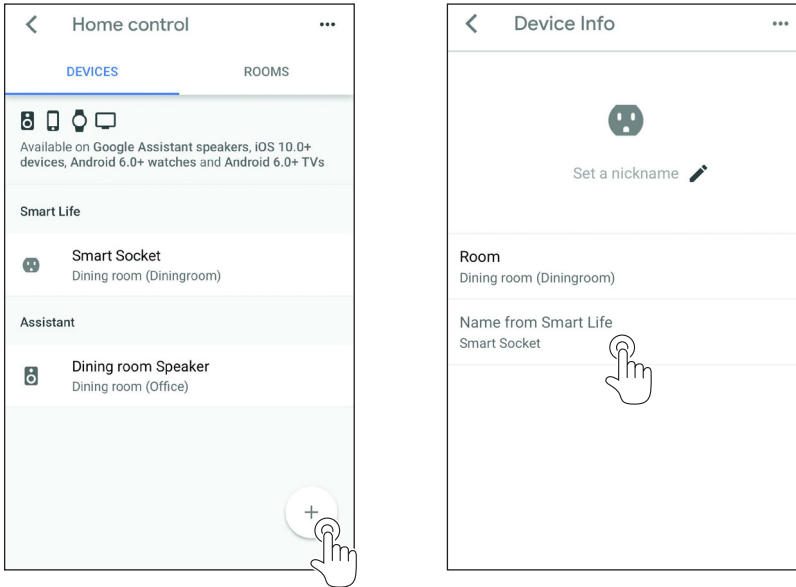 Home control
DEVICES ROOMS
Available on Google Assistant speakers, iOS 10.0+
devices, Android 6.0+ watches and Android 6.0+ TVs
Smart Life
Smart Socket
Dining room (Diningroom)
Assistant
Dining room Speaker
Dining room (Office)
Device Info
Set a nickname
Room
Dining room (Diningroom)
Name from Smart Life
Smart Socket